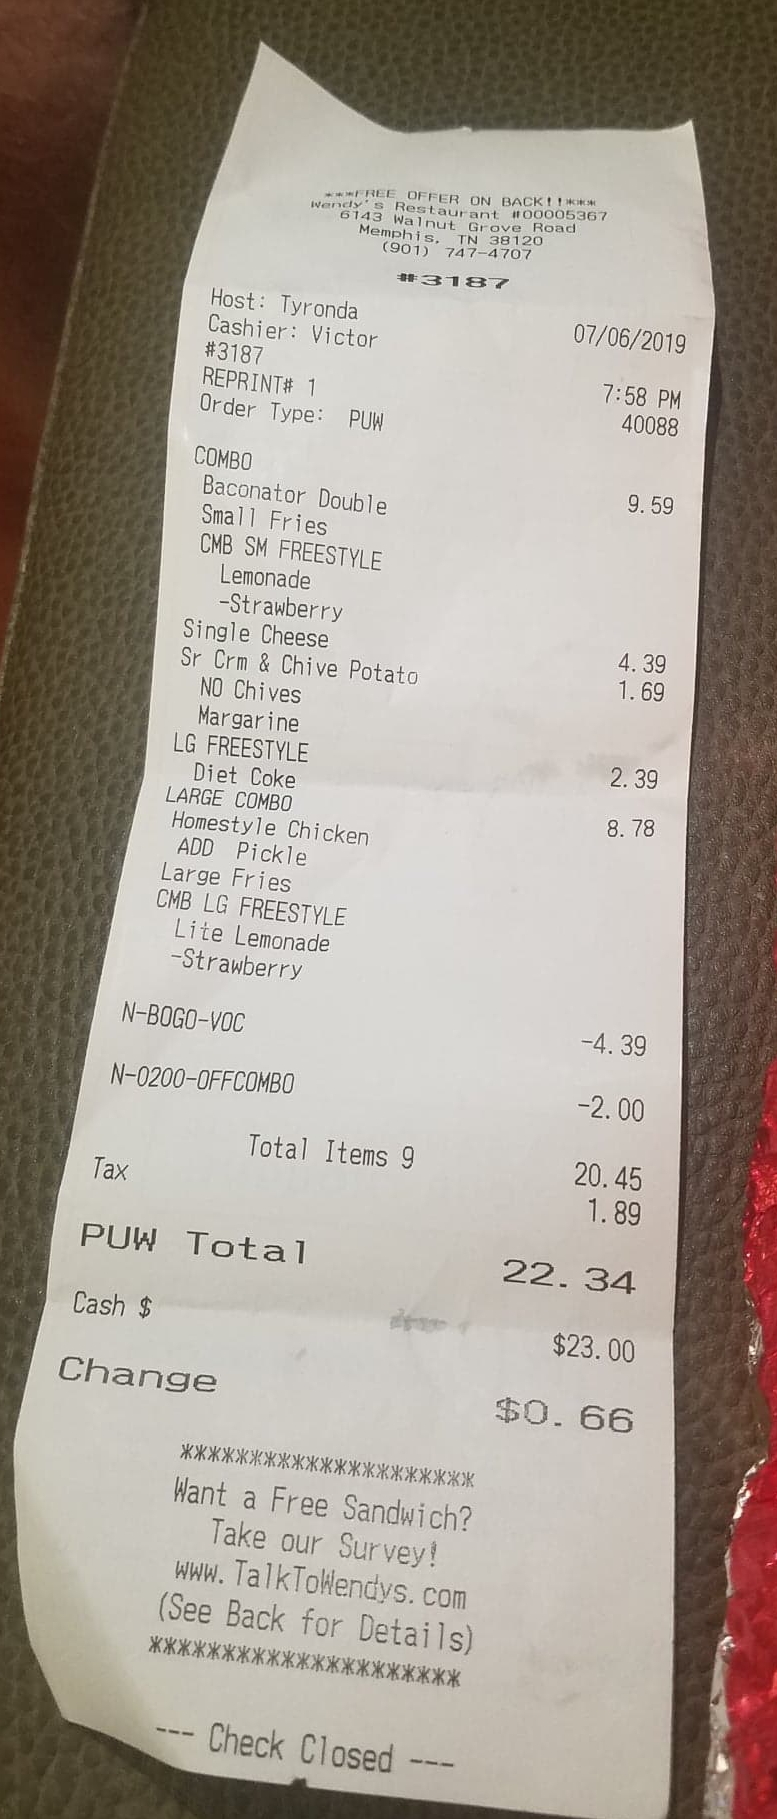 ***FREE OFFER ON BACK!!***
Wendy's Restaurant #00005367
6143 Walnut Grove Road
Memphis, TN 38120
(901) 747-4707
#3187
Host: Tyronda
Cashier: Victor 07/06/2019
#3187
REPRINT# 1 7:58 PM
Order Type: PUW 40088
COMBO
Baconator Double 9.59
Small Fries
CMB SM FREESTYLE
Lemonade
-Strawberry
Single Cheese 4.39
Sr Crm & Chive Potato 1.69
NO Chives
Margarine
LG FREESTYLE
Diet Coke 2.39
LARGE COMBO
Homestyle Chicken 8.78
ADD Pickle
Large Fries
CMB LG FREESTYLE
Lite Lemonade
-Strawberry
N-BOGO-VOC -4.39
N-0200-OFFCOMBO -2.00
Total Items 9 20.45
Tax 1.89
PUW Total 22.34
Cash $ $23.00
Change $0.66
*********************
Want a Free Sandwich?
Take our Survey!
www.TalkToWendys.com
(See Back for Details)
*********************
--- Check Closed ---